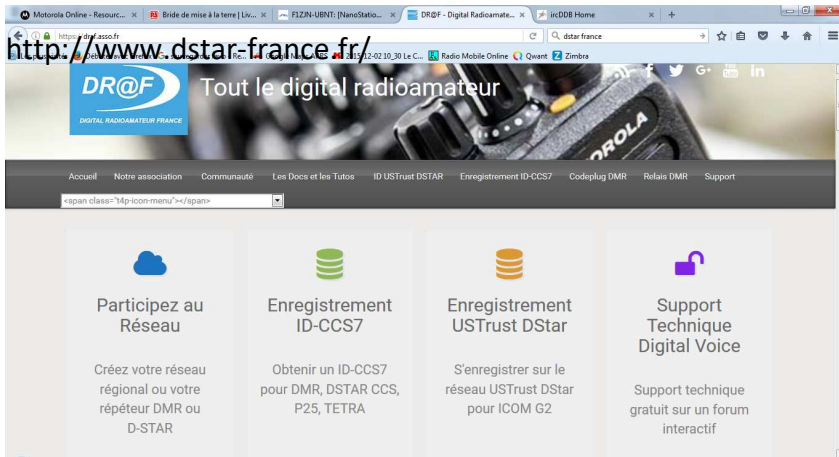 Motorola Online - Resourc... Bride de mise à la terre | Liv... F1ZJN-UBNT: [NanoStatio... DR@F - Digital Radioamate... ircDDB Home
http://www.dstar-france.fr/
dstar france
Radio Mobile Online Qwant Zimbra
DR@F
DIGITAL RADIOAMATEUR FRANCE
Tout le digital radioamateur
MOTOROLA
Accueil Notre association Communauté Les Docs et les Tutos ID USTrust DSTAR Enregistrement ID-CCS7 Codeplug DMR Relais DMR Support
<span class="t4p-icon-menu"></span>
Participez au
Réseau
Créez votre réseau
régional ou votre
répéteur DMR ou
D-STAR
Enregistrement
ID-CCS7
Obtenir un ID-CCS7
pour DMR, DSTAR CCS,
P25, TETRA
Enregistrement
USTrust DStar
S'enregistrer sur le
réseau USTrust DStar
pour ICOM G2
Support
Technique
Digital Voice
Support technique
gratuit sur un forum
interactif